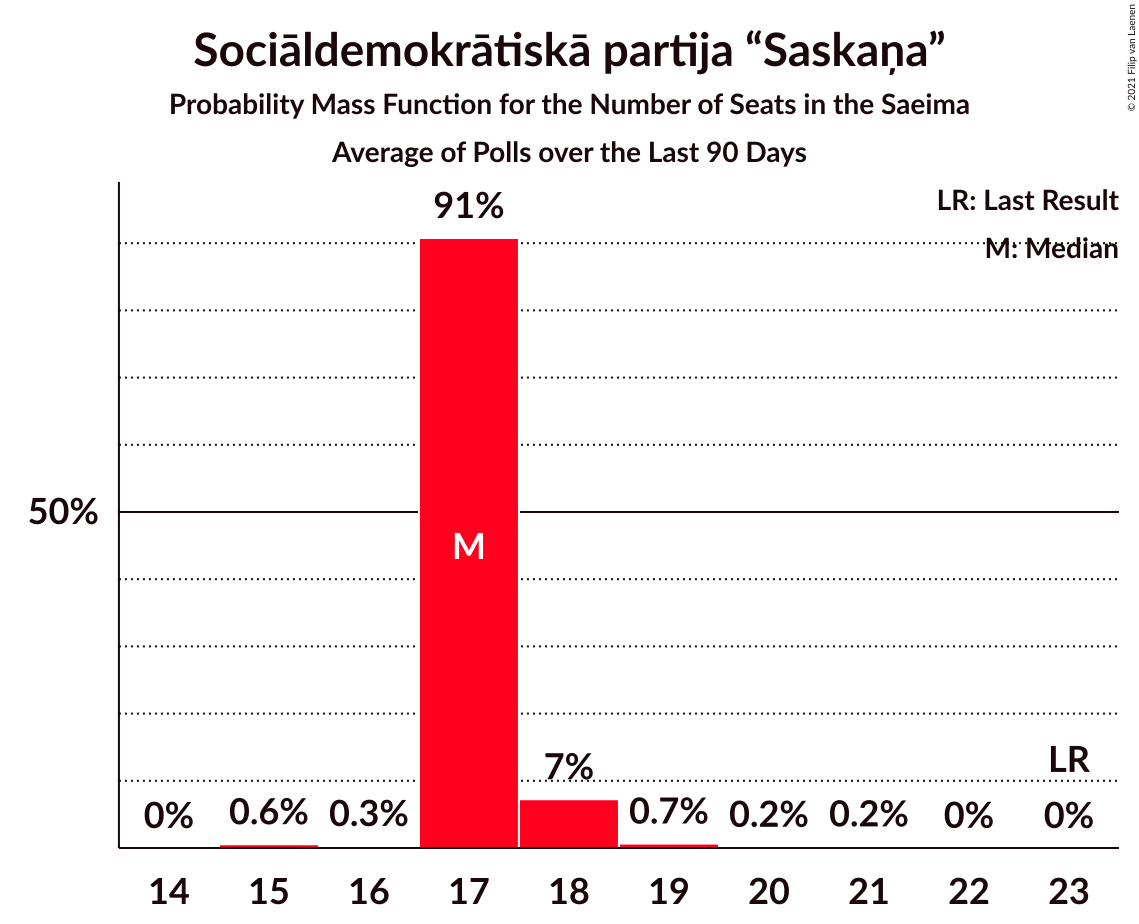 Sociāldemokrātiskā partija “Saskaņa”
Probability Mass Function for the Number of Seats in the Saeima
Average of Polls over the Last 90 Days
© 2021 Filip van Laenen
LR: Last Result
M: Median
91%
50%
M
7%
LR
0%
0.6%
0.3%
0.7%
0.2%
0.2%
0%
0%
14 15 16 17 18 19 20 21 22 23